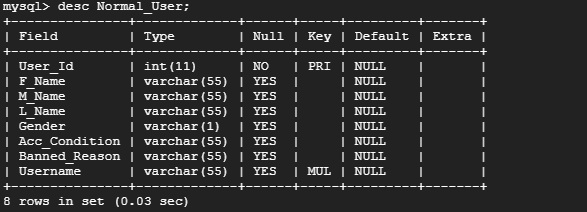 mysql> desc Normal_User;
+---------------+-------------+------+-----+---------+-------+
| Field | Type | Null | Key | Default | Extra |
+---------------+-------------+------+-----+---------+-------+
| User_Id | int(11) | NO | PRI | NULL | |
| F_Name | varchar(55) | YES | | NULL | |
| M_Name | varchar(55) | YES | | NULL | |
| L_Name | varchar(55) | YES | | NULL | |
| Gender | varchar(1) | YES | | NULL | |
| Acc_Condition | varchar(55) | YES | | NULL | |
| Banned_Reason | varchar(55) | YES | | NULL | |
| Username | varchar(55) | YES | MUL | NULL | |
+---------------+-------------+------+-----+---------+-------+
8 rows in set (0.03 sec)